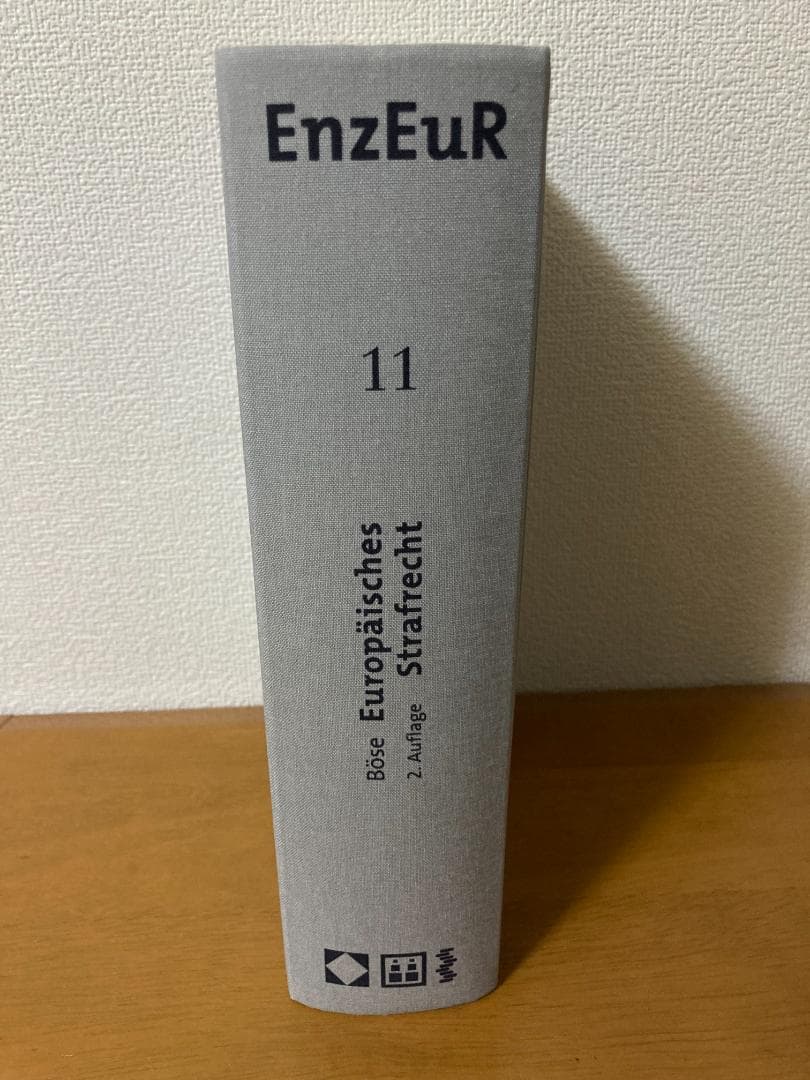 EnzEuR
11
Böse Europäisches
2. Auflage Strafrecht